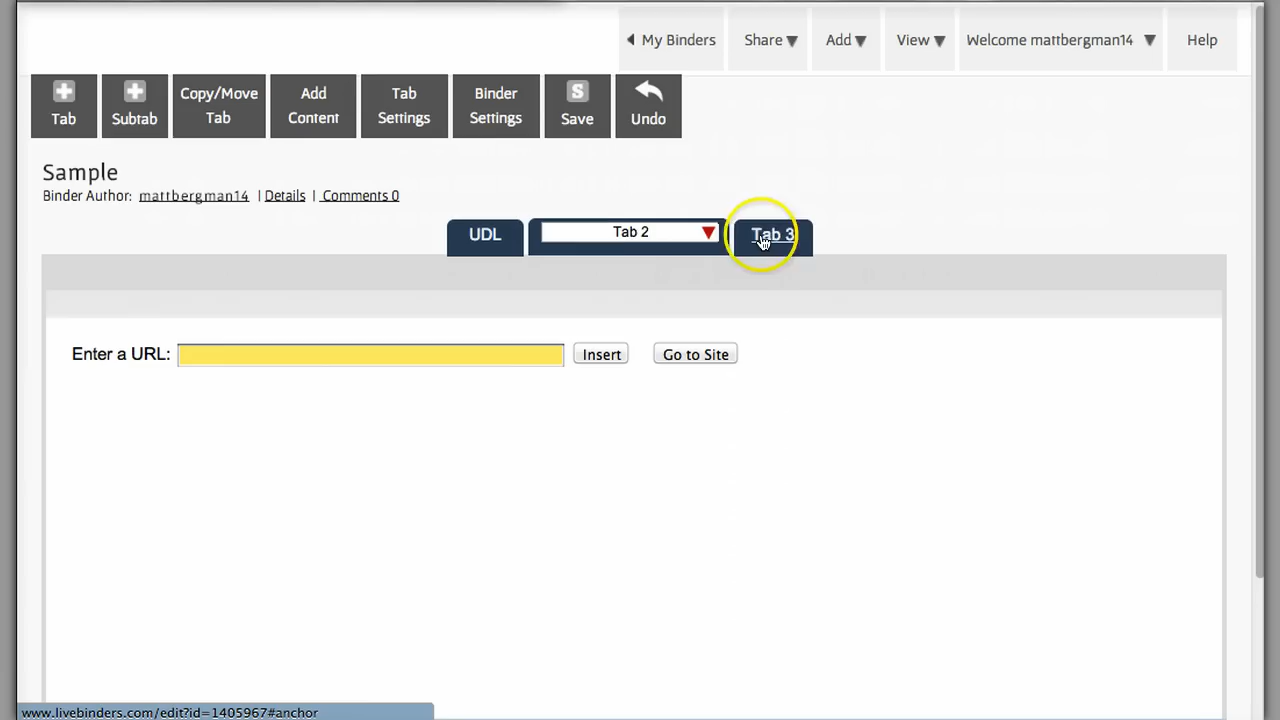 My Binders Share Add View Welcome mattbergman14 Help
Tab Subtab Copy/Move Tab Add Content Tab Settings Binder Settings S Save Undo
Sample
Binder Author: mattbergman14 | Details | Comments 0
UDL Tab 2 Tab 3
Enter a URL: Insert Go to Site
www.livebinders.com/edit?id=1405967#anchor